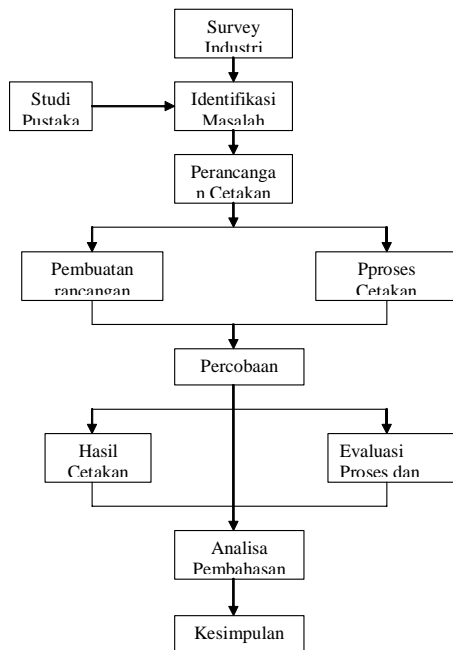 Survey
Industri
Studi
Pustaka
Identifikasi
Masalah
Perancanga
n Cetakan
Pembuatan
rancangan
Pproses
Cetakan
Percobaan
Hasil
Cetakan
Evaluasi
Proses dan
Analisa
Pembahasan
Kesimpulan